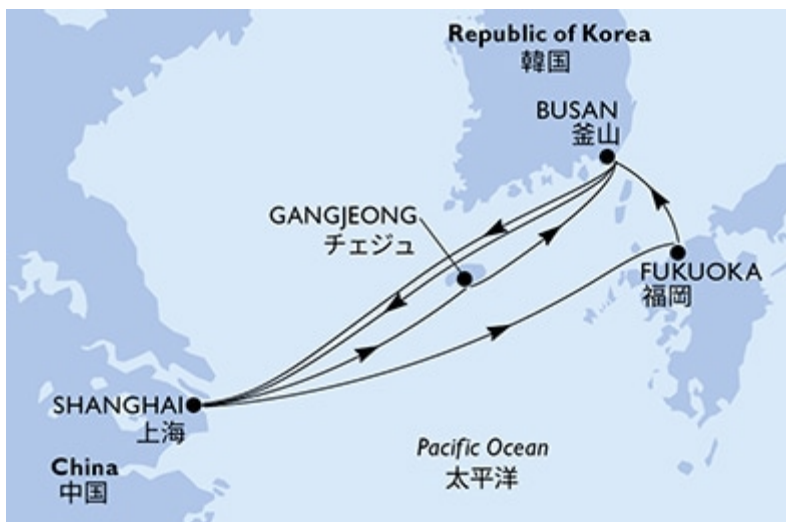 Republic of Korea
韓国
BUSAN
釜山
GANGJEONG
チェジュ
FUKUOKA
福岡
SHANGHAI
上海
Pacific Ocean
太平洋
China
中国